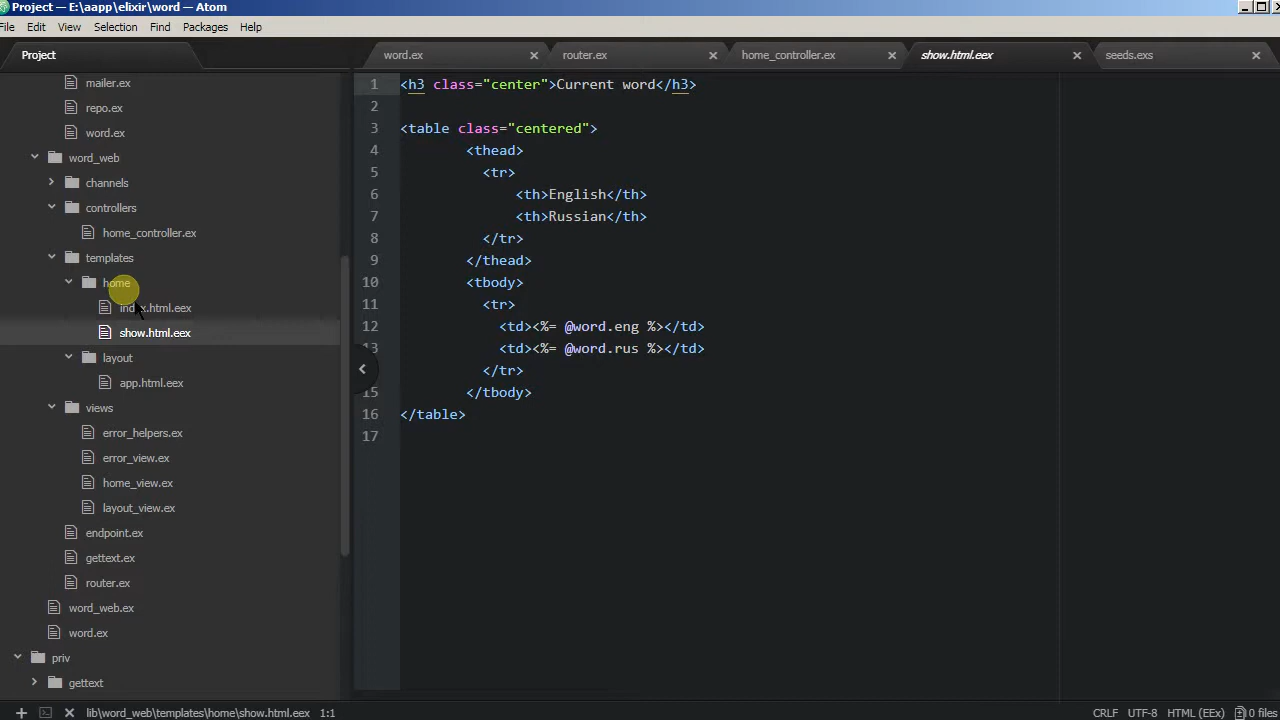 Project — E:\aapp\elixir\word — Atom
File Edit View Selection Find Packages Help
Project
word.ex
router.ex
home_controller.ex
show.html.eex
seeds.exs
mailer.ex
repo.ex
word.ex
word_web
channels
controllers
home_controller.ex
templates
home
index.html.eex
show.html.eex
layout
app.html.eex
views
error_helpers.ex
error_view.ex
home_view.ex
layout_view.ex
endpoint.ex
gettext.ex
router.ex
word_web.ex
word.ex
priv
gettext
1 <h3 class="center">Current word</h3>
2
3 <table class="centered">
4 <thead>
5 <tr>
6 <th>English</th>
7 <th>Russian</th>
8 </tr>
9 </thead>
10 <tbody>
11 <tr>
12 <td><%= @word.eng %></td>
13 <td><%= @word.rus %></td>
</tr>
15 </tbody>
16 </table>
17
lib\word_web\templates\home\show.html.eex 1:1
CRLF UTF-8 HTML (EEx) 0 files